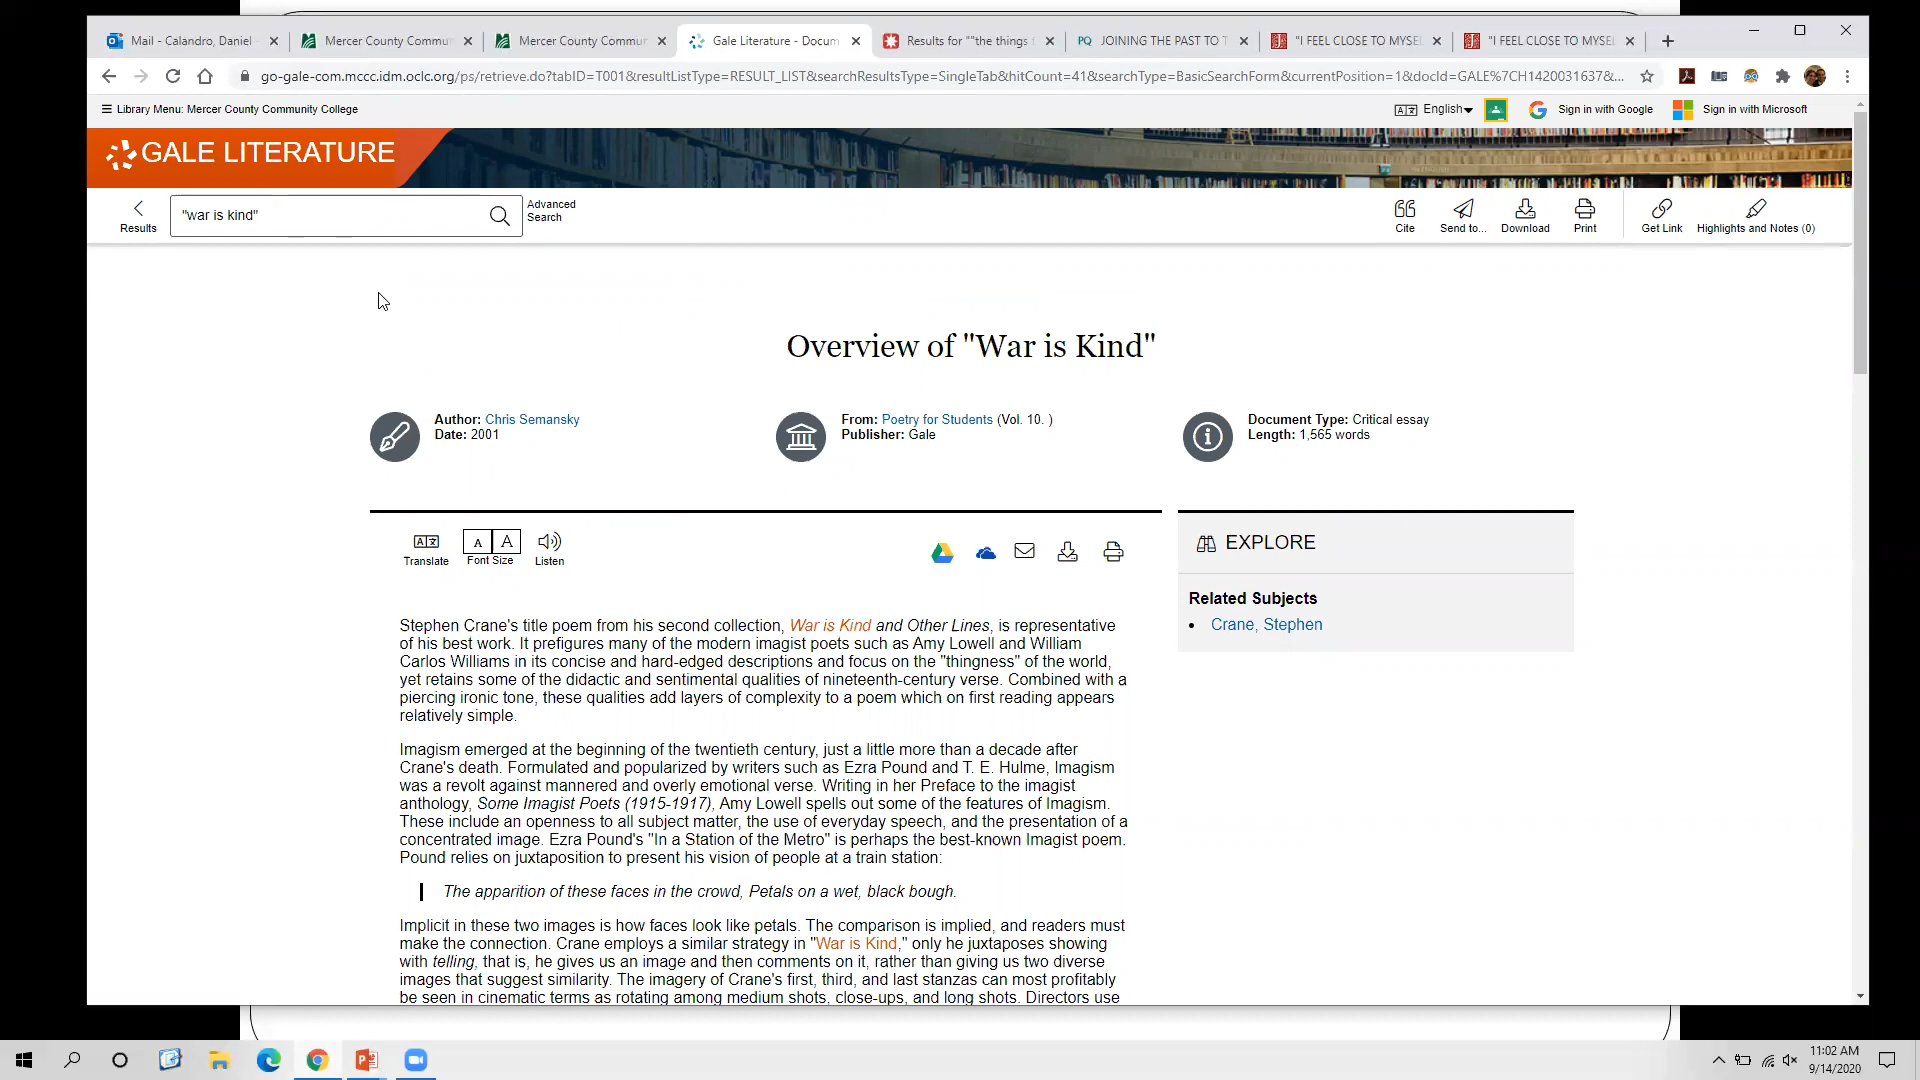 Mail - Calandro, Daniel
Mercer County Commu
Mercer County Commu
Gale Literature - Docum
Results for ""the things
PQ JOINING THE PAST TO T
"I FEEL CLOSE TO MYSE
"I FEEL CLOSE TO MYSE
go-gale-com.mccc.idm.oclc.org/ps/retrieve.do?tabID=T001&resultListType=RESULT_LIST&searchResultsType=SingleTab&hitCount=41&searchType=BasicSearchForm&currentPosition=1&docId=GALE%7CH1420031637&...
Library Menu: Mercer County Community College
English
Sign in with Google
Sign in with Microsoft
GALE LITERATURE
Results
"war is kind"
Advanced
Search
Cite
Send to...
Download
Print
Get Link
Highlights and Notes (0)
Overview of "War is Kind"
Author: Chris Semansky
Date: 2001
From: Poetry for Students (Vol. 10. )
Publisher: Gale
Document Type: Critical essay
Length: 1,565 words
Translate
A A
Font Size
Listen
EXPLORE
Related Subjects
• Crane, Stephen
Stephen Crane's title poem from his second collection, War is Kind and Other Lines, is representative
of his best work. It prefigures many of the modern imagist poets such as Amy Lowell and William
Carlos Williams in its concise and hard-edged descriptions and focus on the "thingness" of the world,
yet retains some of the didactic and sentimental qualities of nineteenth-century verse. Combined with a
piercing ironic tone, these qualities add layers of complexity to a poem which on first reading appears
relatively simple.
Imagism emerged at the beginning of the twentieth century, just a little more than a decade after
Crane's death. Formulated and popularized by writers such as Ezra Pound and T. E. Hulme, Imagism
was a revolt against mannered and overly emotional verse. Writing in her Preface to the imagist
anthology, Some Imagist Poets (1915-1917), Amy Lowell spells out some of the features of Imagism.
These include an openness to all subject matter, the use of everyday speech, and the presentation of a
concentrated image. Ezra Pound's "In a Station of the Metro" is perhaps the best-known Imagist poem.
Pound relies on juxtaposition to present his vision of people at a train station:
The apparition of these faces in the crowd, Petals on a wet, black bough.
Implicit in these two images is how faces look like petals. The comparison is implied, and readers must
make the connection. Crane employs a similar strategy in "War is Kind," only he juxtaposes showing
with telling, that is, he gives us an image and then comments on it, rather than giving us two diverse
images that suggest similarity. The imagery of Crane's first, third, and last stanzas can most profitably
be seen in cinematic terms as rotating among medium shots, close-ups, and long shots. Directors use
11:02 AM
9/14/2020